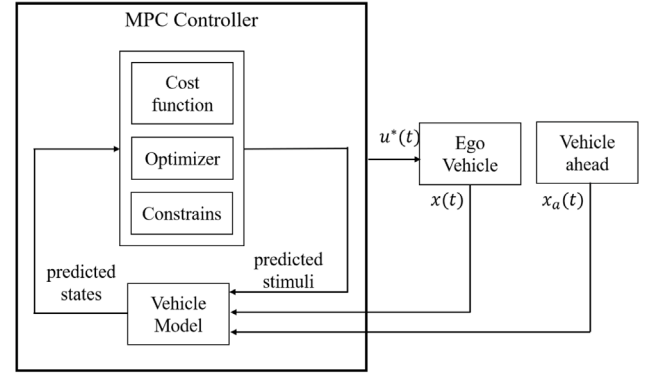 MPC Controller
Cost
function
Optimizer
Constrains
predicted
states
predicted
stimuli
Vehicle
Model
u*(t)
Ego
Vehicle
x(t)
Vehicle
ahead
xₐ(t)